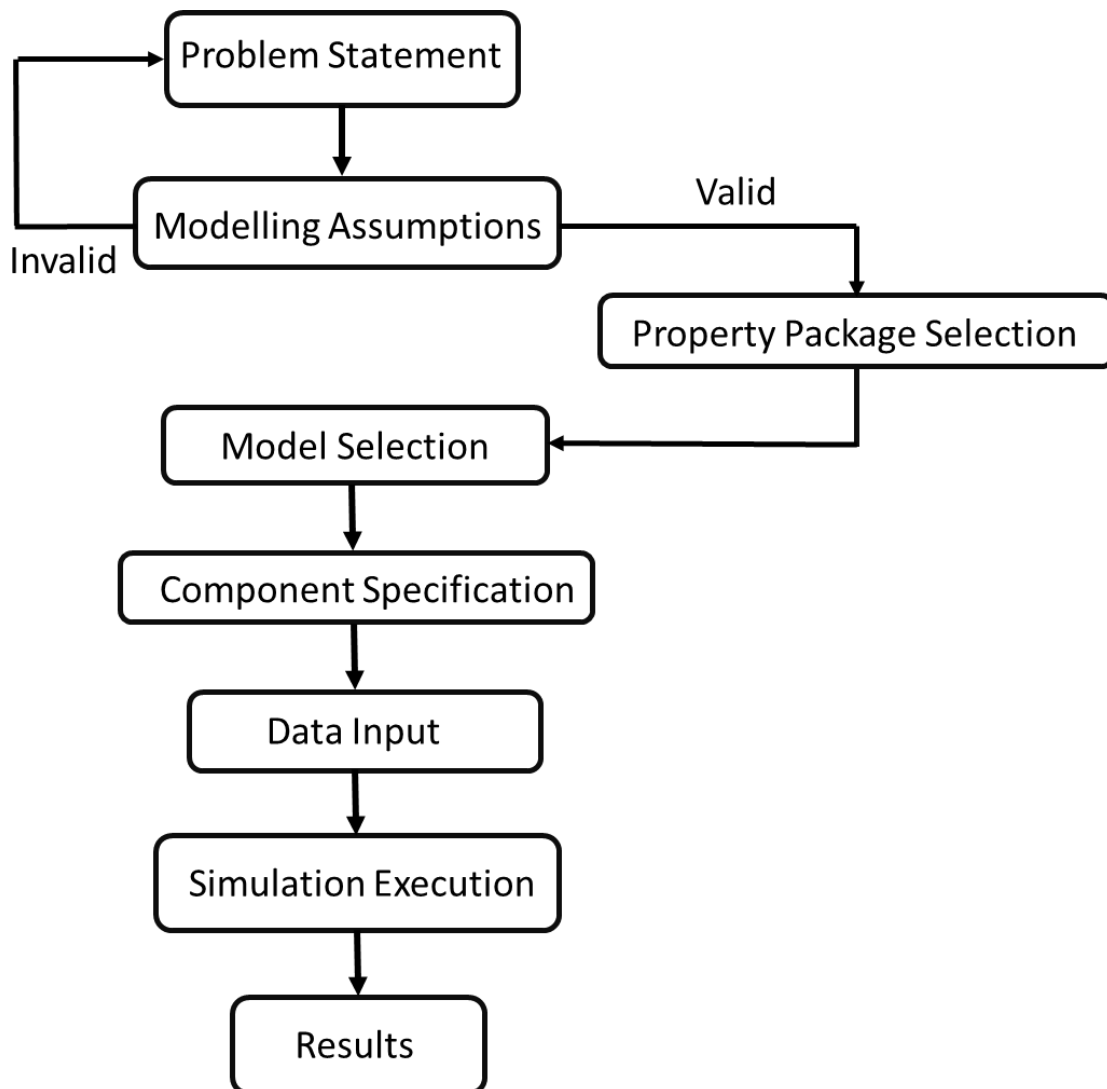 Problem Statement
Modelling Assumptions
Valid
Invalid
Property Package Selection
Model Selection
Component Specification
Data Input
Simulation Execution
Results